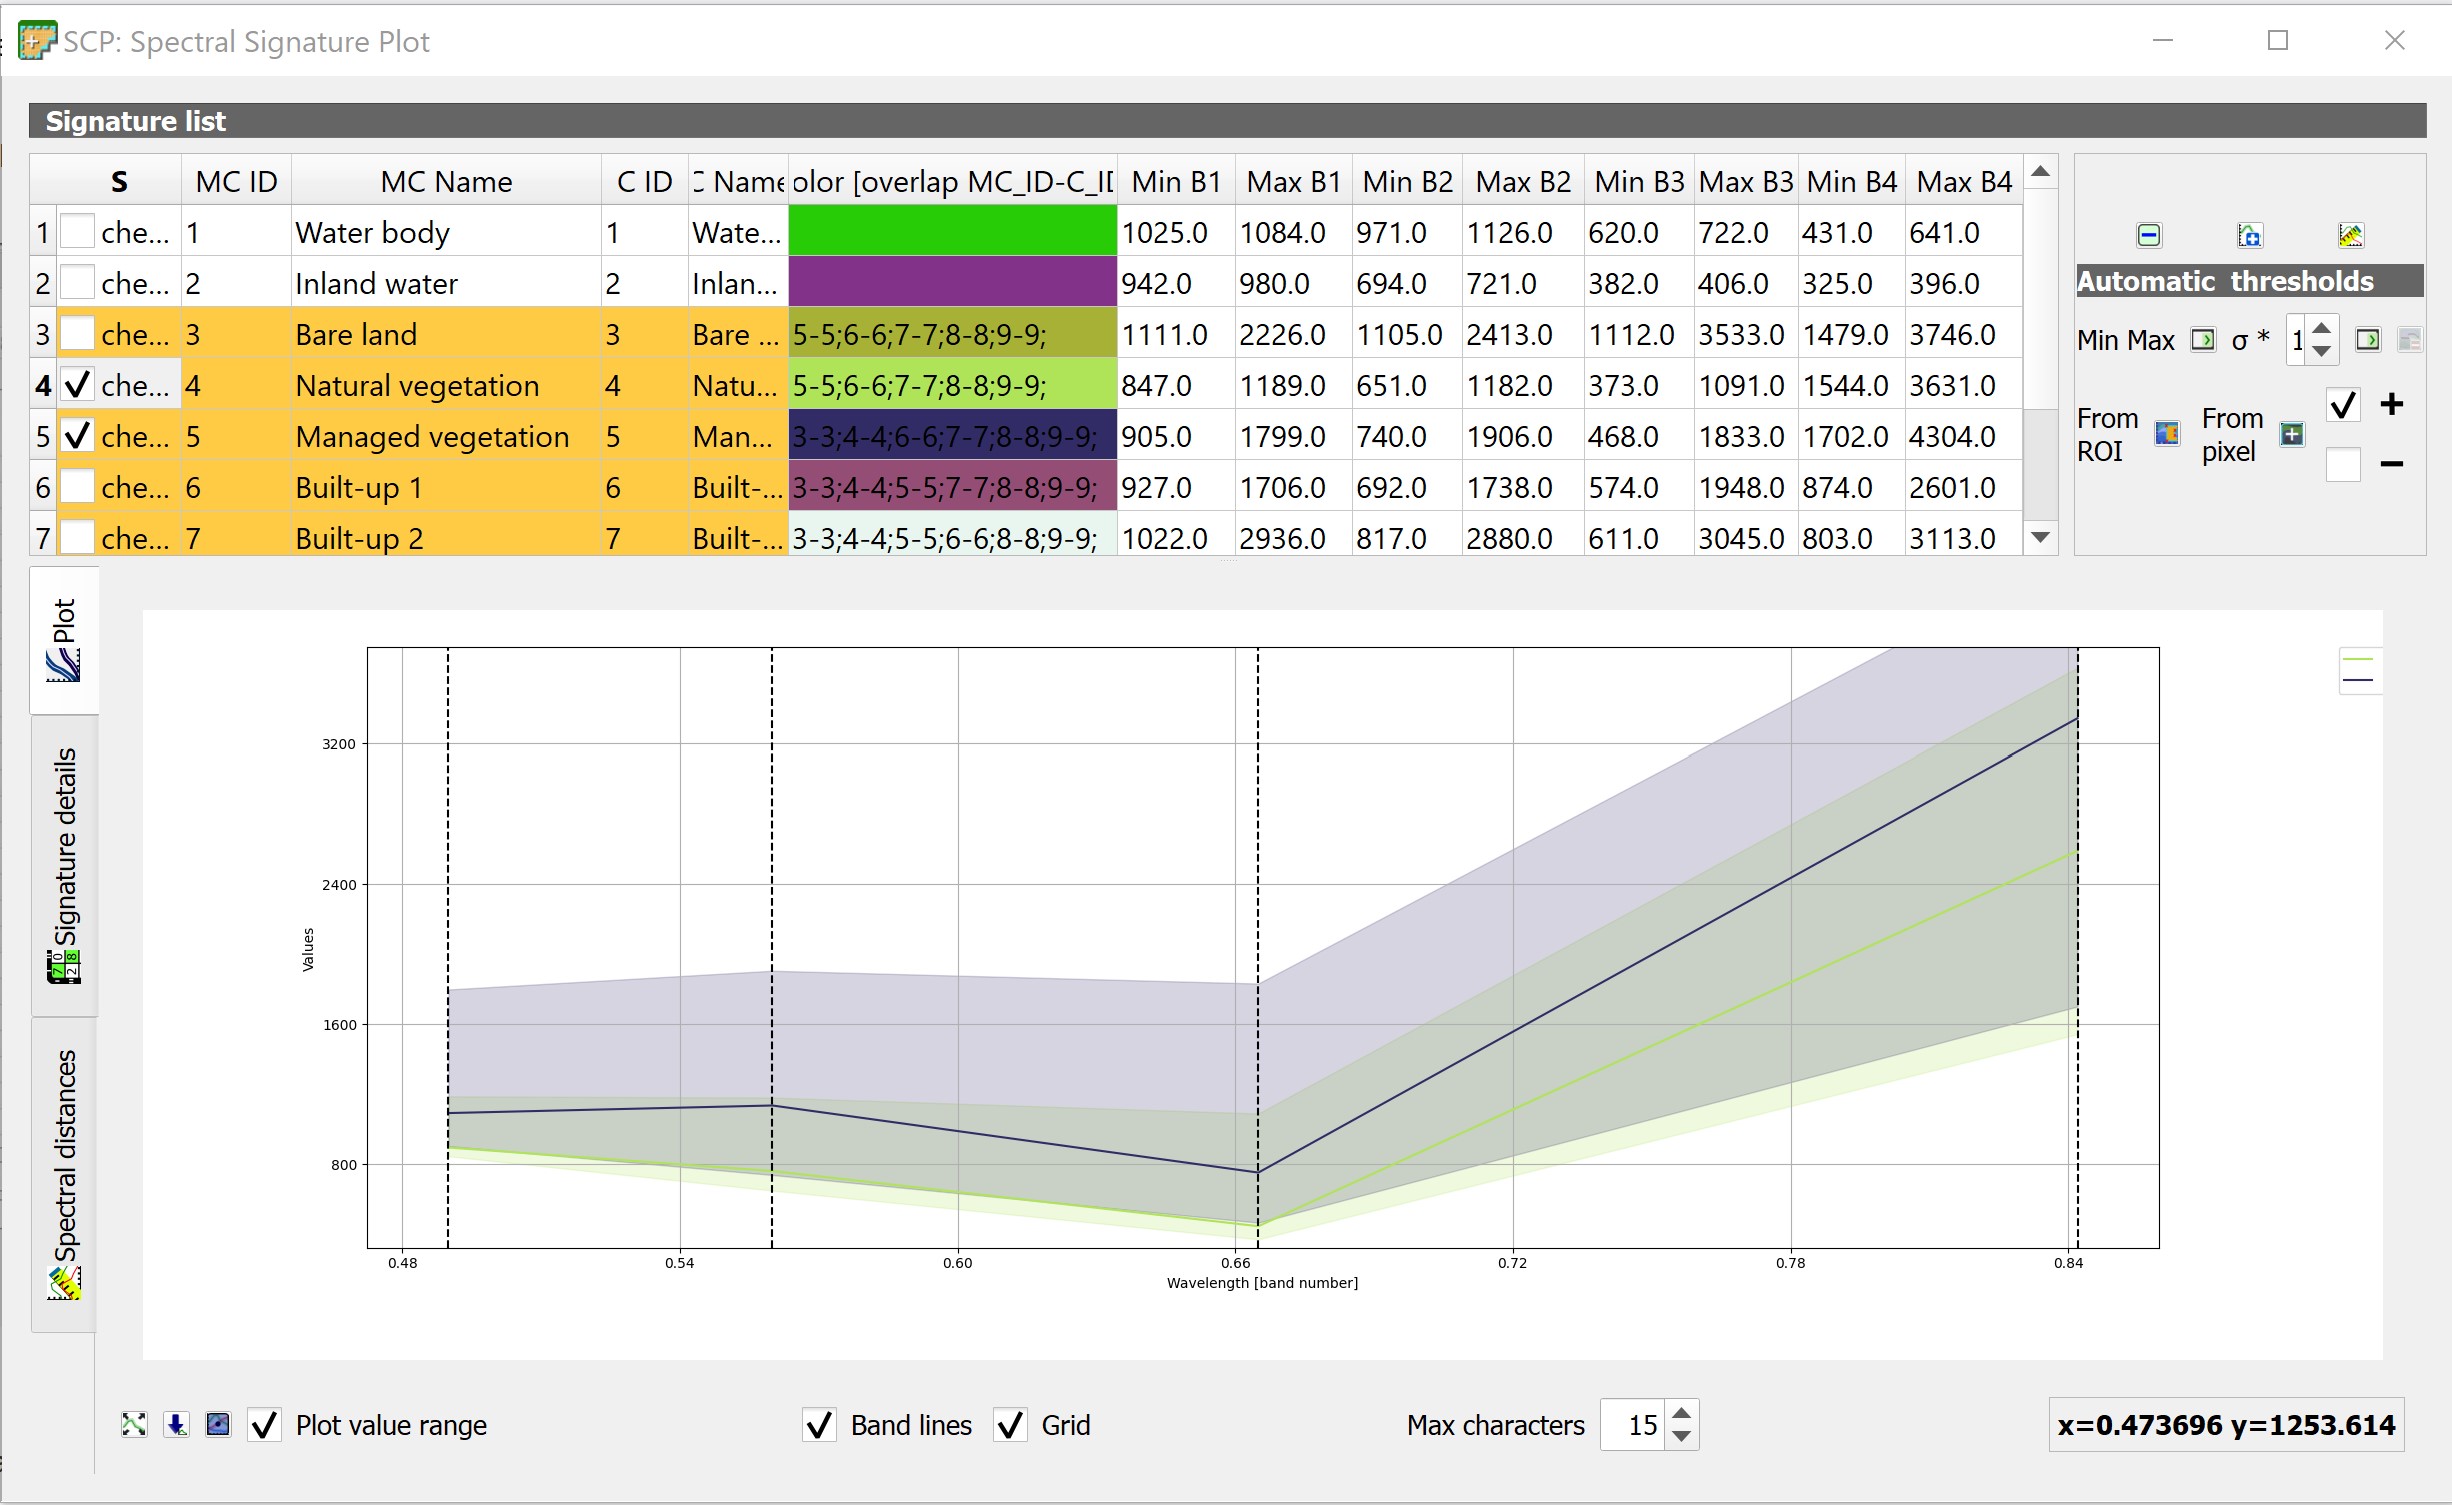 SCP: Spectral Signature Plot
Signature list
S MC ID MC Name C ID C Name olor [overlap MC_ID-C_ID Min B1 Max B1 Min B2 Max B2 Min B3 Max B3 Min B4 Max B4
1 che... 1 Water body 1 Wate... 1025.0 1084.0 971.0 1126.0 620.0 722.0 431.0 641.0
2 che... 2 Inland water 2 Inlan... 942.0 980.0 694.0 721.0 382.0 406.0 325.0 396.0
3 che... 3 Bare land 3 Bare ... 5-5;6-6;7-7;8-8;9-9; 1111.0 2226.0 1105.0 2413.0 1112.0 3533.0 1479.0 3746.0
4 che... 4 Natural vegetation 4 Natu... 5-5;6-6;7-7;8-8;9-9; 847.0 1189.0 651.0 1182.0 373.0 1091.0 1544.0 3631.0
5 che... 5 Managed vegetation 5 Man... 3-3;4-4;6-6;7-7;8-8;9-9; 905.0 1799.0 740.0 1906.0 468.0 1833.0 1702.0 4304.0
6 che... 6 Built-up 1 6 Built-... 3-3;4-4;5-5;7-7;8-8;9-9; 927.0 1706.0 692.0 1738.0 574.0 1948.0 874.0 2601.0
7 che... 7 Built-up 2 7 Built-... 3-3;4-4;5-5;6-6;8-8;9-9; 1022.0 2936.0 817.0 2880.0 611.0 3045.0 803.0 3113.0
Automatic thresholds
Min Max σ * 1
From ROI From pixel + −
Plot
Signature details
Spectral distances
3200
2400
1600
800
Values
0.48 0.54 0.60 0.66 0.72 0.78 0.84
Wavelength [band number]
Plot value range Band lines Grid Max characters 15 x=0.473696 y=1253.614